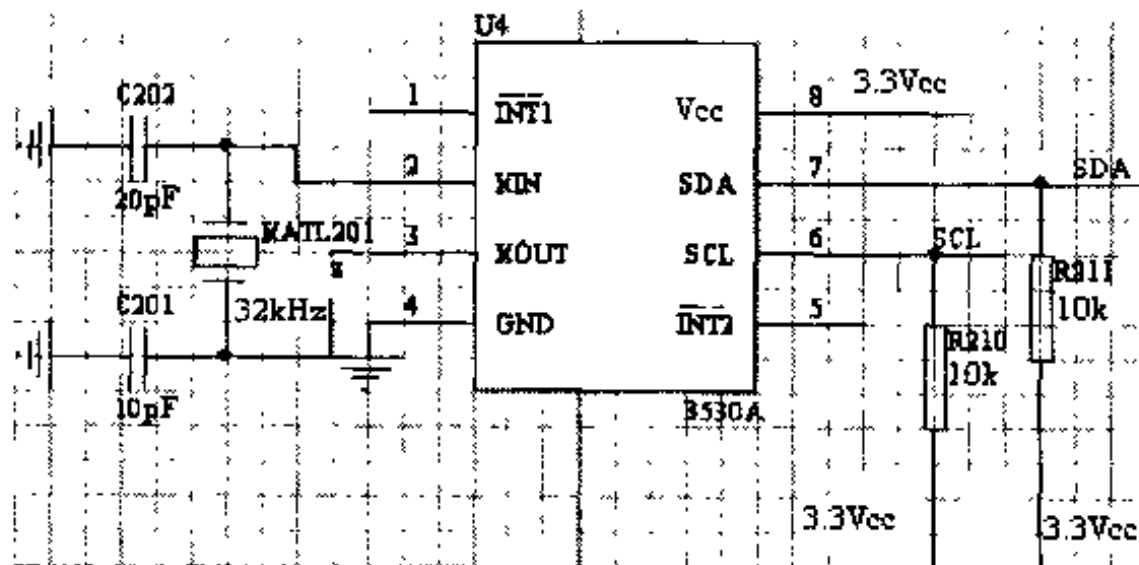 U4
C202
20pF
1
INT1
Vcc
8
3.3Vcc
2
XIN
SDA
7
SDA
XATL201
3
XOUT
SCL
6
SCL
R211
10k
C201
10pF
32kHz
4
GND
INT2
5
R210
10k
3.3Vcc
3.3Vcc